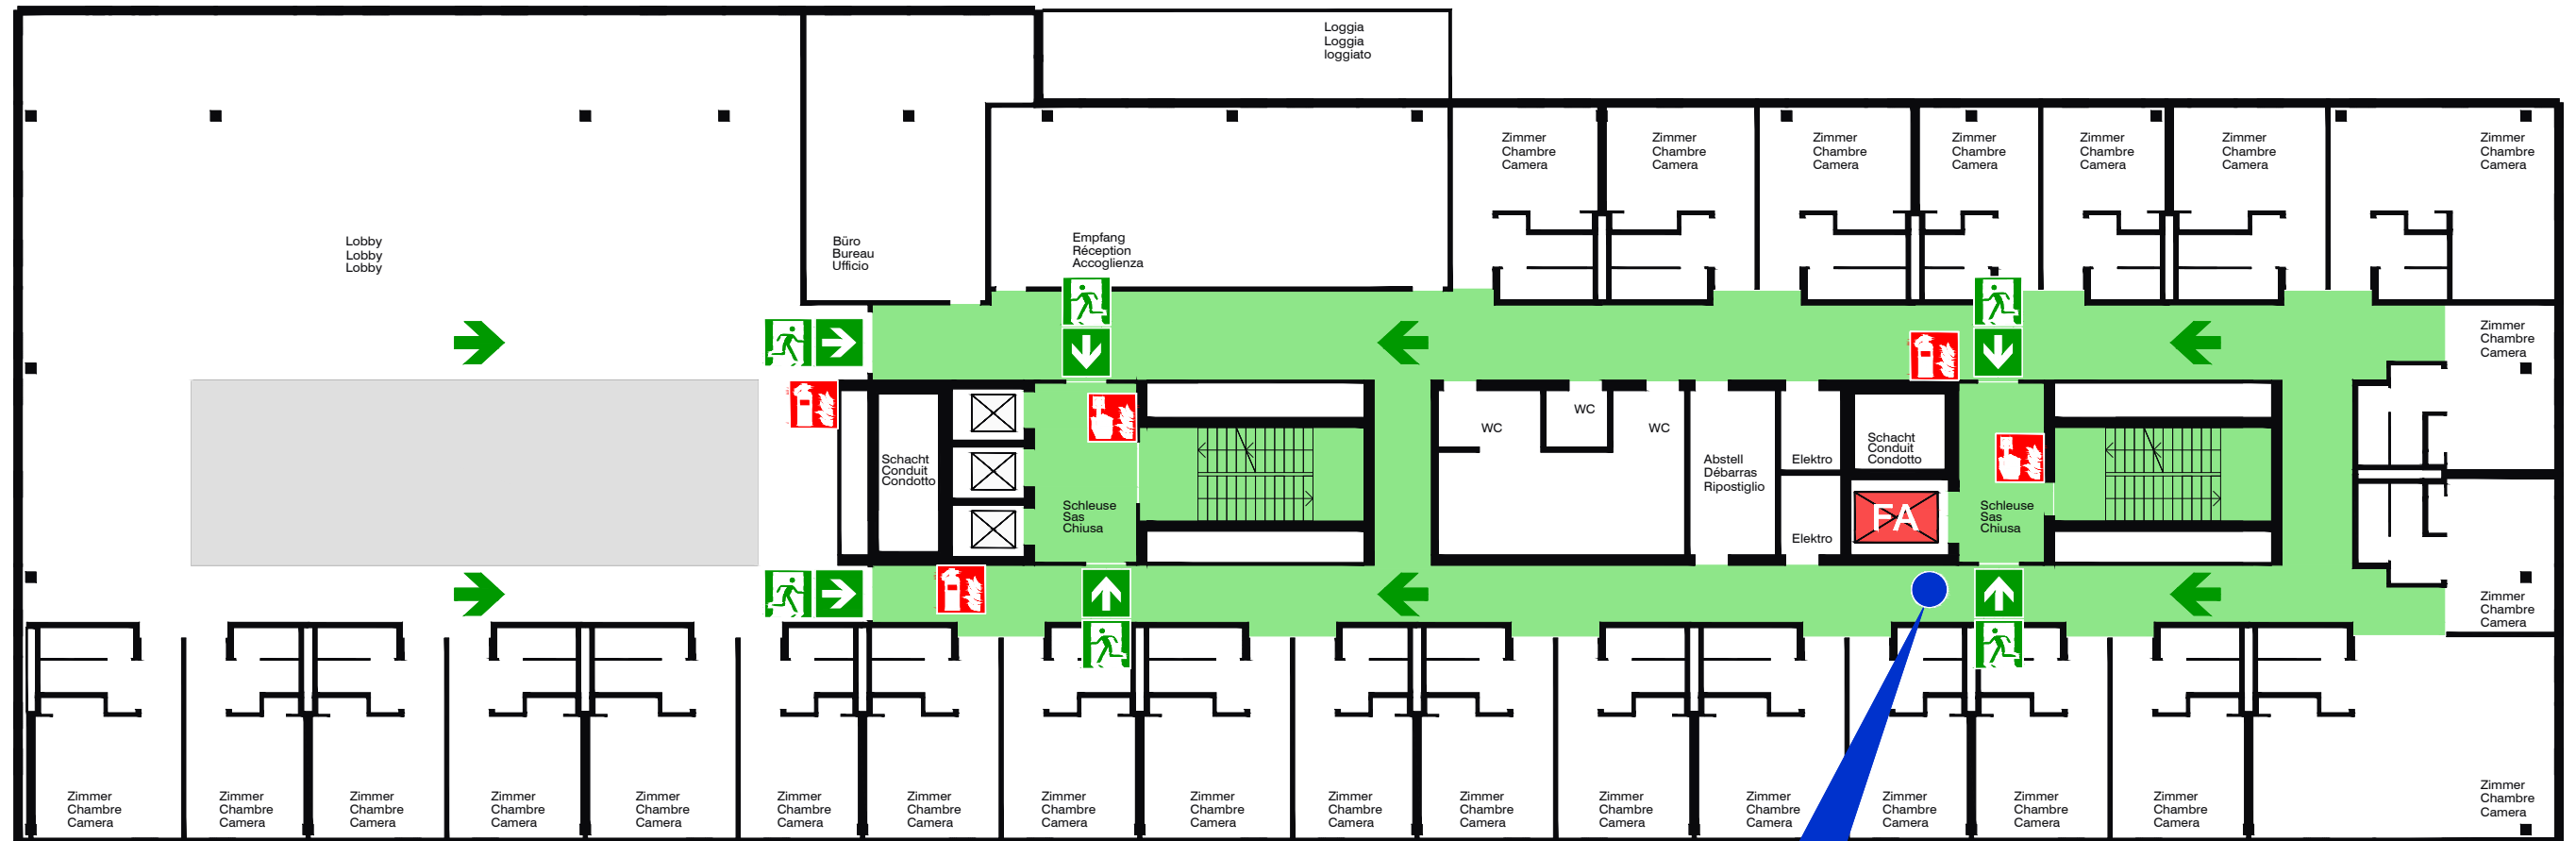 Loggia
Loggia
loggiato
Zimmer
Chambre
Camera
Zimmer
Chambre
Camera
Zimmer
Chambre
Camera
Zimmer
Chambre
Camera
Zimmer
Chambre
Camera
Zimmer
Chambre
Camera
Zimmer
Chambre
Camera
Lobby
Lobby
Lobby
Büro
Bureau
Ufficio
Empfang
Réception
Accoglienza
Zimmer
Chambre
Camera
WC
WC
WC
Schacht
Conduit
Condotto
Abstell
Débarras
Ripostiglio
Elektro
Schacht
Conduit
Condotto
Schleuse
Sas
Chiusa
Elektro
FA
Schleuse
Sas
Chiusa
Zimmer
Chambre
Camera
Zimmer
Chambre
Camera
Zimmer
Chambre
Camera
Zimmer
Chambre
Camera
Zimmer
Chambre
Camera
Zimmer
Chambre
Camera
Zimmer
Chambre
Camera
Zimmer
Chambre
Camera
Zimmer
Chambre
Camera
Zimmer
Chambre
Camera
Zimmer
Chambre
Camera
Zimmer
Chambre
Camera
Zimmer
Chambre
Camera
Zimmer
Chambre
Camera
Zimmer
Chambre
Camera
Zimmer
Chambre
Camera
Zimmer
Chambre
Camera
Zimmer
Chambre
Camera